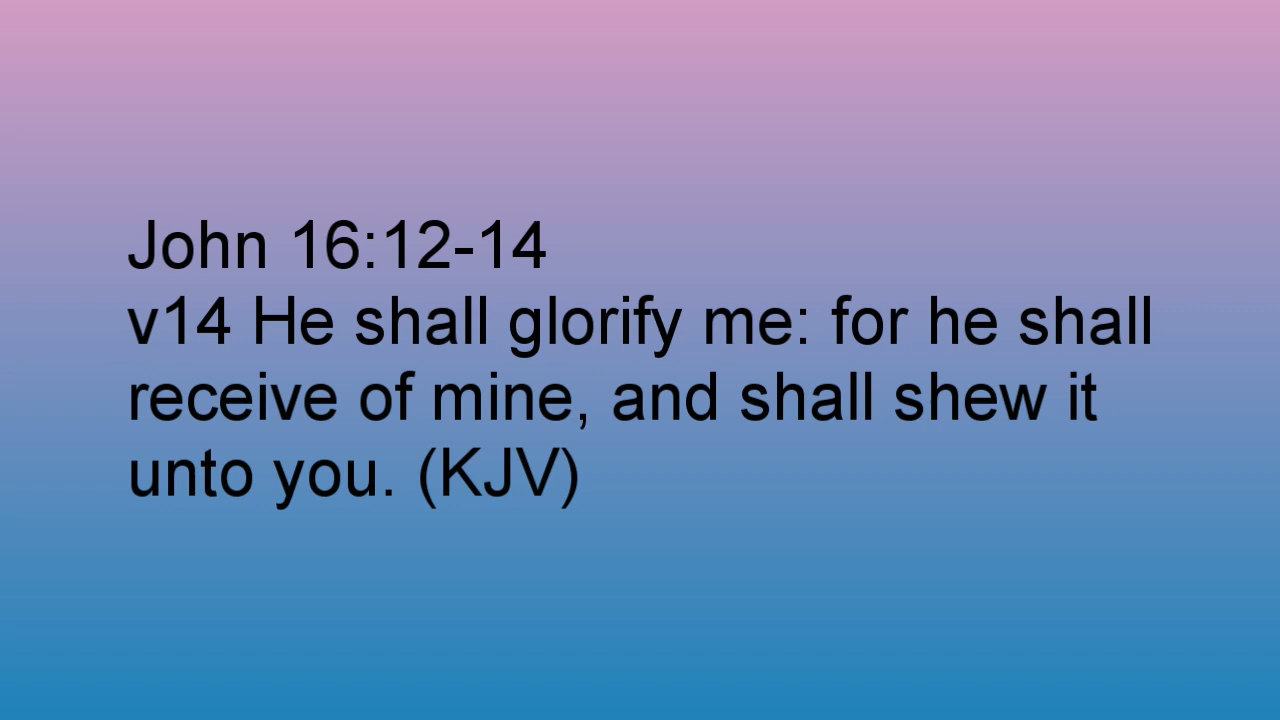 John 16:12-14
v14 He shall glorify me: for he shall
receive of mine, and shall shew it
unto you. (KJV)